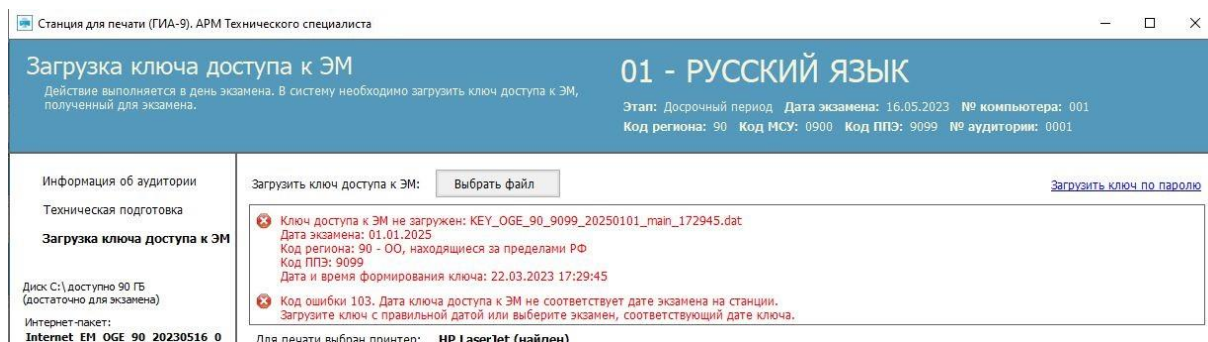 Станция для печати (ГИА-9). АРМ Технического специалиста
Загрузка ключа доступа к ЭМ
Действие выполняется в день экзамена. В систему необходимо загрузить ключ доступа к ЭМ,
полученный для экзамена.
01 - РУССКИЙ ЯЗЫК
Этап: Досрочный период Дата экзамена: 16.05.2023 № компьютера: 001
Код региона: 90 Код МСУ: 0900 Код ППЭ: 9099 № аудитории: 0001
Информация об аудитории
Техническая подготовка
Загрузка ключа доступа к ЭМ
Диск C:\ доступно 90 ГБ
(достаточно для экзамена)
Интернет-пакет:
Internet_EM_OGE_90_20230516_0
Загрузить ключ доступа к ЭМ: Выбрать файл Загрузить ключ по паролю
Ключ доступа к ЭМ не загружен: KEY_OGE_90_9099_20250101_main_172945.dat
Дата экзамена: 01.01.2025
Код региона: 90 - ОО, находящиеся за пределами РФ
Код ППЭ: 9099
Дата и время формирования ключа: 22.03.2023 17:29:45
Код ошибки 103. Дата ключа доступа к ЭМ не соответствует дате экзамена на станции.
Загрузите ключ с правильной датой или выберите экзамен, соответствующий дате ключа.
Для печати выбран принтер: HP LaserJet (найден)